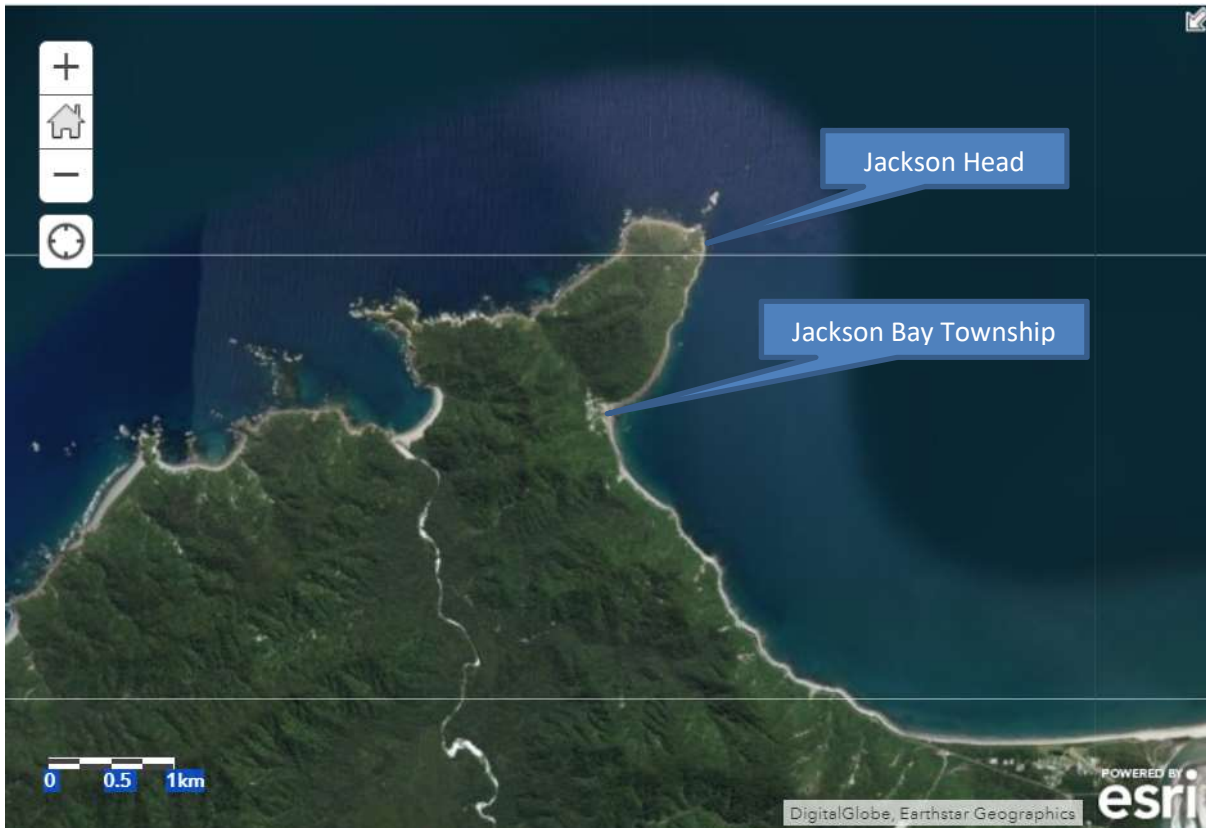 +
−
Jackson Head
Jackson Bay Township
0 0.5 1km
POWERED BY
esri
DigitalGlobe, Earthstar Geographics